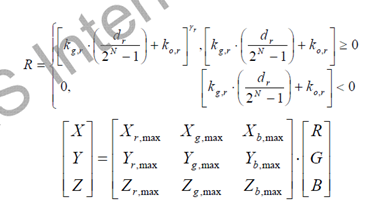 S Intern
R = { [k_{g,r} · (d_r / (2^N − 1)) + k_{o,r}]^{γ_r}, [k_{g,r} · (d_r / (2^N − 1)) + k_{o,r}] ≥ 0
0, [k_{g,r} · (d_r / (2^N − 1)) + k_{o,r}] < 0
[X] = [X_{r,max} X_{g,max} X_{b,max}] · [R]
[Y] = [Y_{r,max} Y_{g,max} Y_{b,max}] · [G]
[Z] = [Z_{r,max} Z_{g,max} Z_{b,max}] · [B]